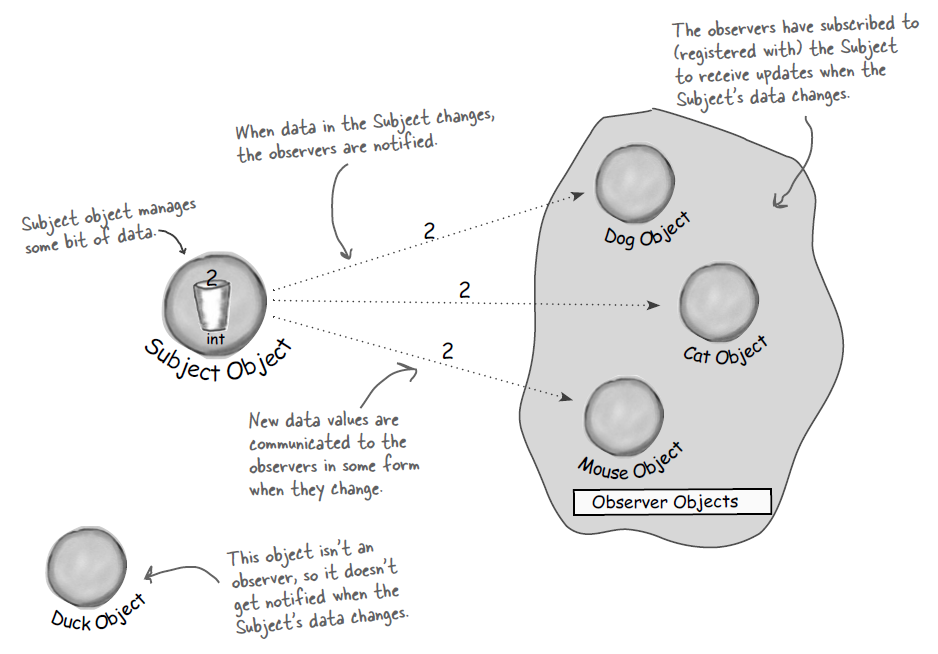 The observers have subscribed to
(registered with) the Subject
to receive updates when the
Subject's data changes.
When data in the Subject changes,
the observers are notified.
Subject object manages
some bit of data.
2
int
Subject Object
2
2
2
Dog Object
Cat Object
Mouse Object
Observer Objects
New data values are
communicated to the
observers in some form
when they change.
Duck Object
This object isn't an
observer, so it doesn't
get notified when the
Subject's data changes.